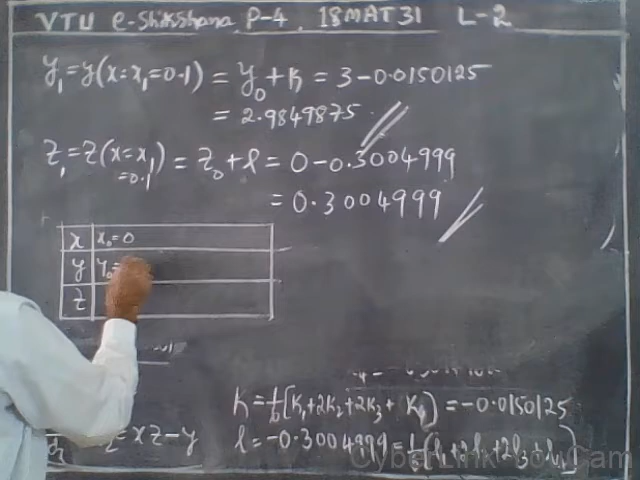 VTU e-Shikshana P-4 18MAT31 L-2
y₁ = y(x=x₁=0.1) = y₀ + K = 3 - 0.0150125
= 2.9849875
z₁ = z(x=x₁=0.1) = z₀ + l = 0 - 0.3004999
= 0.3004999
x x₀=0
y y₀=
z
K = 1/6[K₁+2K₂+2K₃+K₄] = -0.0150125
= xz - y
l = -0.3004999 = 1/6(l₁+2l₂+2l₃+l₄)
CyberLink YouCam